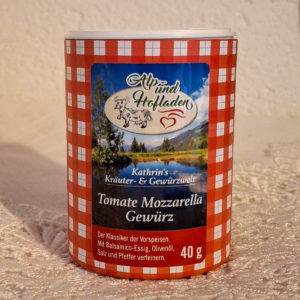 Alp- und
Hofladen
Kathrin's
Kräuter- & Gewürzwelt
Tomate Mozzarella
Gewürz
Der Klassiker der Vorspeisen.
Mit Balsamico-Essig, Olivenöl,
Salz und Pfeffer verfeinern.
40 g